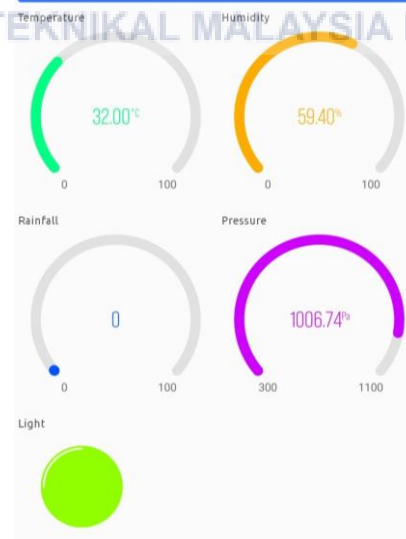 TEKNIKAL MALAYSIA
Temperature Humidity
32.00°C 59.40%
0 100 0 100
Rainfall Pressure
0 1006.74Pa
0 100 300 1100
Light